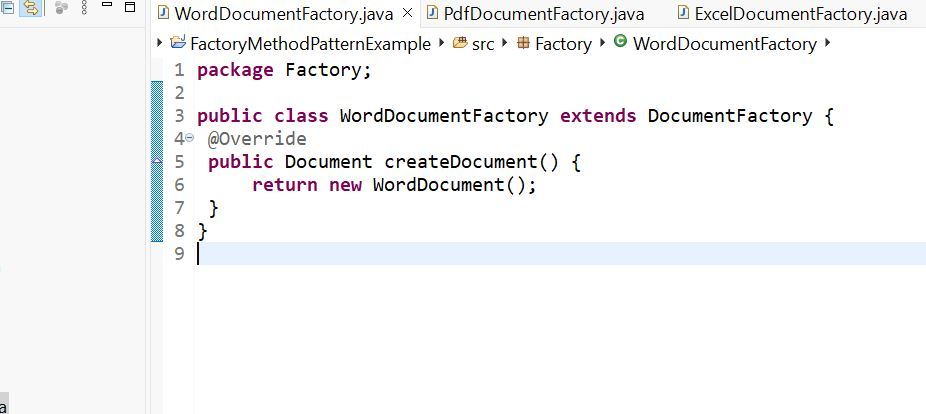 WordDocumentFactory.java PdfDocumentFactory.java ExcelDocumentFactory.java
FactoryMethodPatternExample src Factory WordDocumentFactory
1 package Factory;
2
3 public class WordDocumentFactory extends DocumentFactory {
4 @Override
5 public Document createDocument() {
6 return new WordDocument();
7 }
8 }
9
a